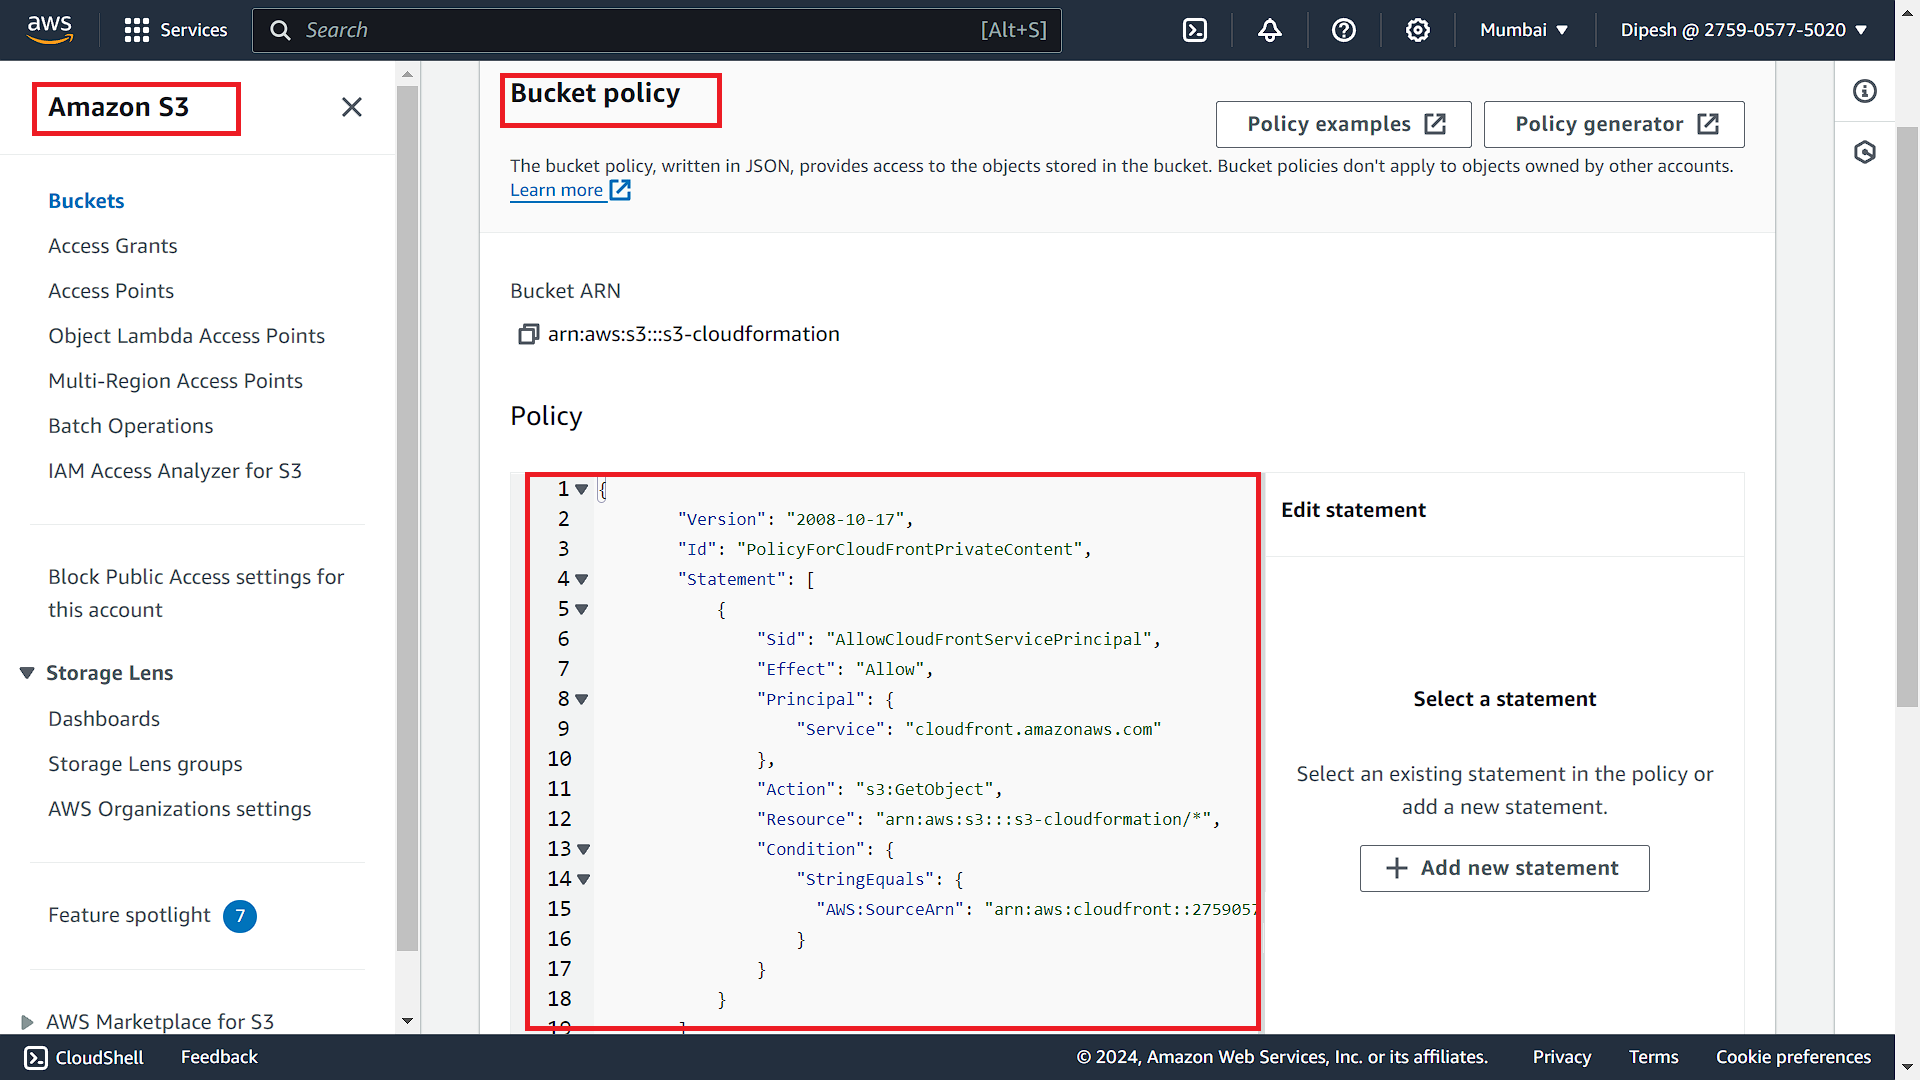 aws
Services
Search
[Alt+S]
Mumbai ▼
Dipesh @ 2759-0577-5020 ▼
Amazon S3
Buckets
Access Grants
Access Points
Object Lambda Access Points
Multi-Region Access Points
Batch Operations
IAM Access Analyzer for S3
Block Public Access settings for
this account
Storage Lens
Dashboards
Storage Lens groups
AWS Organizations settings
Feature spotlight 7
AWS Marketplace for S3
Bucket policy
Policy examples
Policy generator
The bucket policy, written in JSON, provides access to the objects stored in the bucket. Bucket policies don't apply to objects owned by other accounts.
Learn more
Bucket ARN
arn:aws:s3:::s3-cloudformation
Policy
1 {
2 "Version": "2008-10-17",
3 "Id": "PolicyForCloudFrontPrivateContent",
4 "Statement": [
5 {
6 "Sid": "AllowCloudFrontServicePrincipal",
7 "Effect": "Allow",
8 "Principal": {
9 "Service": "cloudfront.amazonaws.com"
10 },
11 "Action": "s3:GetObject",
12 "Resource": "arn:aws:s3:::s3-cloudformation/*",
13 "Condition": {
14 "StringEquals": {
15 "AWS:SourceArn": "arn:aws:cloudfront::275905
16 }
17 }
18 }
19 ]
Edit statement
Select a statement
Select an existing statement in the policy or
add a new statement.
Add new statement
CloudShell
Feedback
© 2024, Amazon Web Services, Inc. or its affiliates.
Privacy
Terms
Cookie preferences